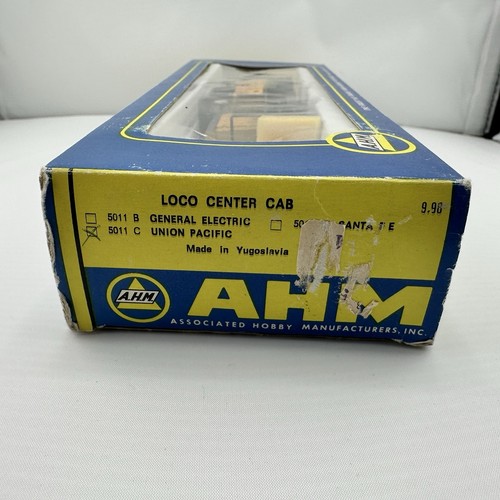 A.H.M.
LOCO CENTER CAB
9.98
5011 B GENERAL ELECTRIC
5011 C UNION PACIFIC
Made in Yugoslavia
A.H.M.
AHM
ASSOCIATED HOBBY MANUFACTURERS, INC.